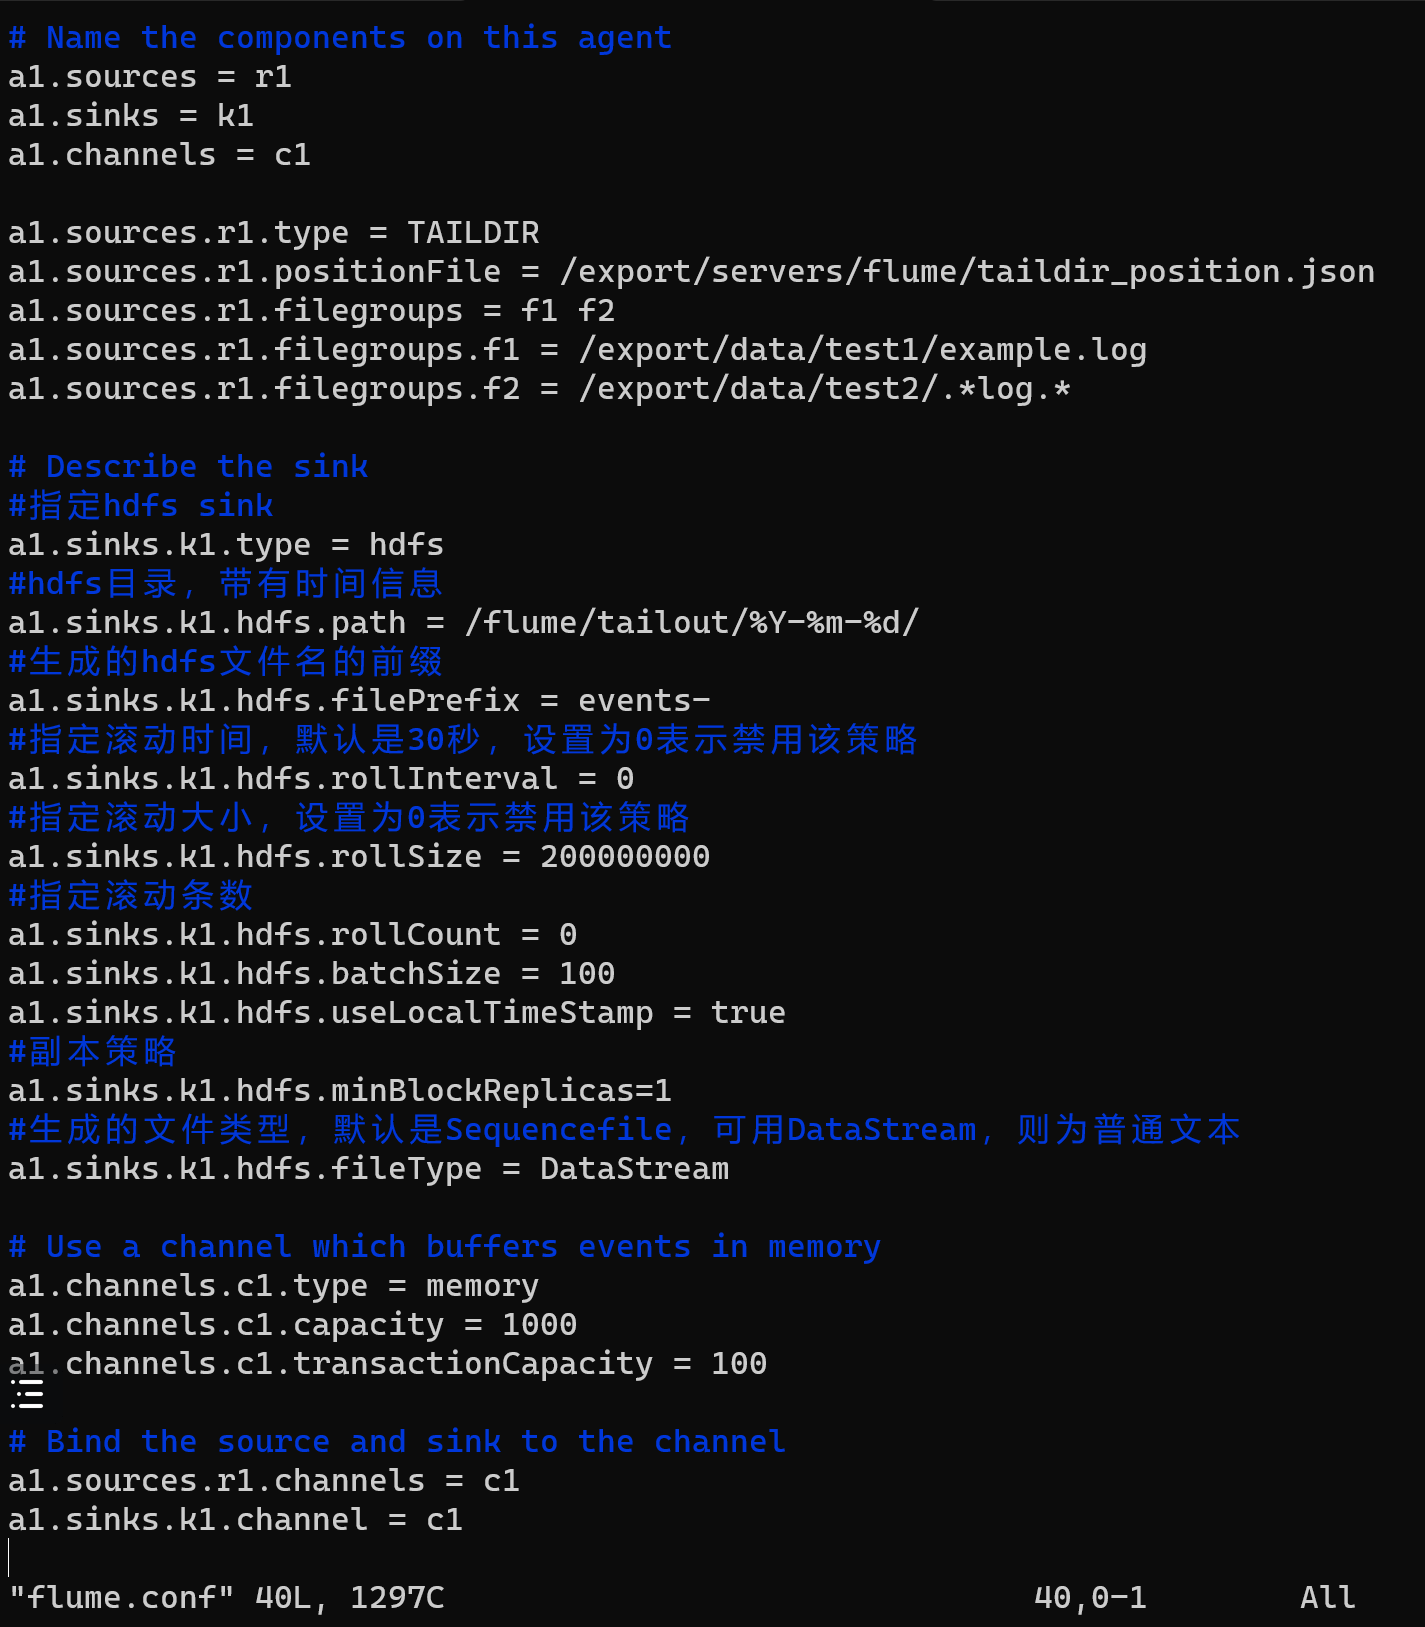 # Name the components on this agent
a1.sources = r1
a1.sinks = k1
a1.channels = c1
a1.sources.r1.type = TAILDIR
a1.sources.r1.positionFile = /export/servers/flume/taildir_position.json
a1.sources.r1.filegroups = f1 f2
a1.sources.r1.filegroups.f1 = /export/data/test1/example.log
a1.sources.r1.filegroups.f2 = /export/data/test2/.*log.*
# Describe the sink
#指定hdfs sink
a1.sinks.k1.type = hdfs
#hdfs目录，带有时间信息
a1.sinks.k1.hdfs.path = /flume/tailout/%Y-%m-%d/
#生成的hdfs文件名的前缀
a1.sinks.k1.hdfs.filePrefix = events-
#指定滚动时间，默认是30秒，设置为0表示禁用该策略
a1.sinks.k1.hdfs.rollInterval = 0
#指定滚动大小，设置为0表示禁用该策略
a1.sinks.k1.hdfs.rollSize = 200000000
#指定滚动条数
a1.sinks.k1.hdfs.rollCount = 0
a1.sinks.k1.hdfs.batchSize = 100
a1.sinks.k1.hdfs.useLocalTimeStamp = true
#副本策略
a1.sinks.k1.hdfs.minBlockReplicas=1
#生成的文件类型，默认是Sequencefile，可用DataStream，则为普通文本
a1.sinks.k1.hdfs.fileType = DataStream
# Use a channel which buffers events in memory
a1.channels.c1.type = memory
a1.channels.c1.capacity = 1000
a1.channels.c1.transactionCapacity = 100
# Bind the source and sink to the channel
a1.sources.r1.channels = c1
a1.sinks.k1.channel = c1
"flume.conf" 40L, 1297C 40,0-1 All